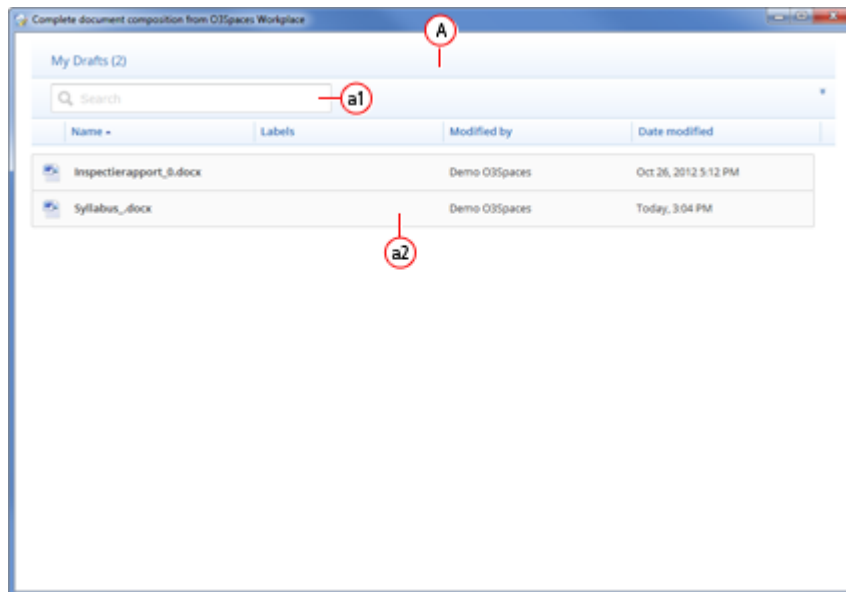 Complete document composition from O3Spaces Workplace
A
My Drafts (2)
Search
a1
Name Labels Modified by Date modified
Inspectierapport_0.docx Demo O3Spaces Oct 26, 2012 5:12 PM
Syllabus_.docx Demo O3Spaces Today, 3:04 PM
a2